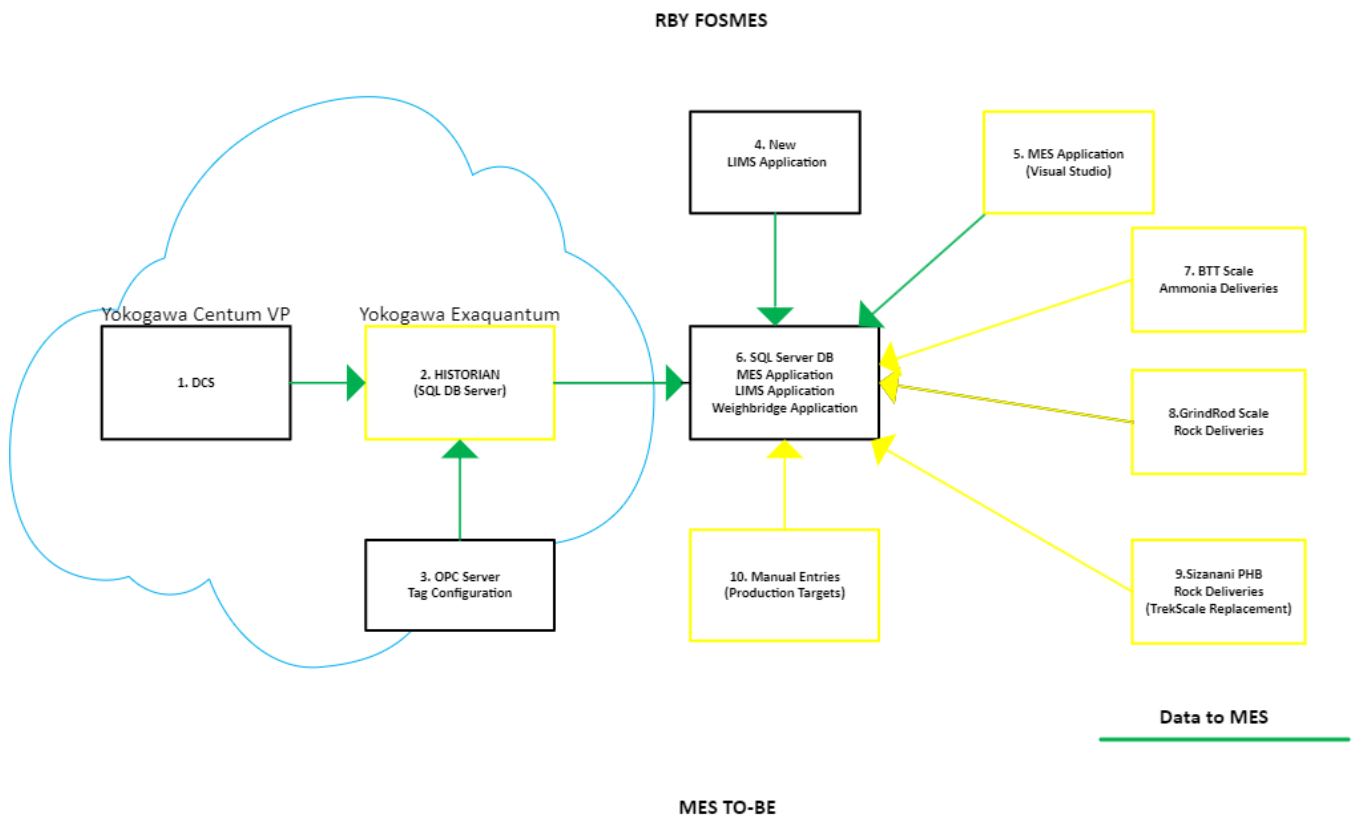 RBY FOSMES
4. New
LIMS Application
5. MES Application
(Visual Studio)
7. BTT Scale
Ammonia Deliveries
Yokogawa Centum VP
Yokogawa Exaquantum
1. DCS
2. HISTORIAN
(SQL DB Server)
6. SQL Server DB
MES Application
LIMS Application
Weighbridge Application
8.GrindRod Scale
Rock Deliveries
3. OPC Server
Tag Configuration
10. Manual Entries
(Production Targets)
9.Sizanani PHB
Rock Deliveries
(TrekScale Replacement)
Data to MES
MES TO-BE